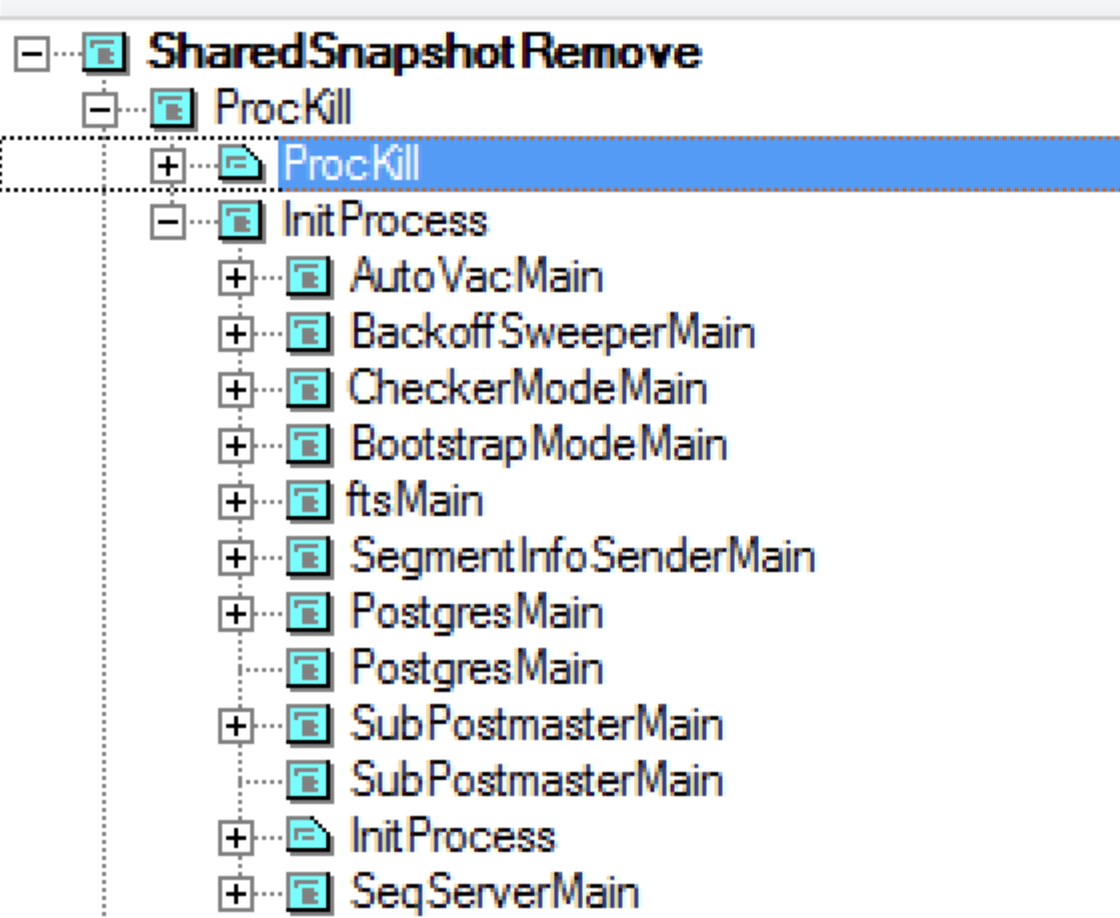 SharedSnapshotRemove
ProcKill
ProcKill
InitProcess
AutoVacMain
BackoffSweeperMain
CheckerModeMain
BootstrapModeMain
ftsMain
SegmentInfoSenderMain
PostgresMain
PostgresMain
SubPostmasterMain
SubPostmasterMain
InitProcess
SeqServerMain